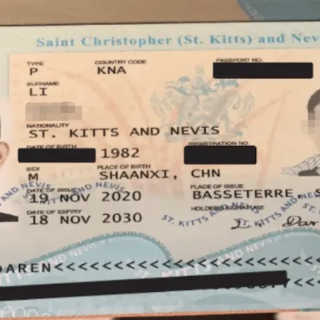 Saint Christopher (St. Kitts) and Nev
TYPE COUNTRY CODE PASSPORT NO.
P KNA
SURNAME
LI
NATIONALITY
ST. KITTS AND NEVIS
DATE OF BIRTH REGISTRATION NO.
1982
SEX PLACE OF BIRTH
M SHAANXI, CHN
DATE OF ISSUE PLACE OF ISSUE
19 NOV 2020 BASSETERRE, S
DATE OF EXPIRY
18 NOV 2030
DAREN<<<<<<<<<<<<<<<<<<<